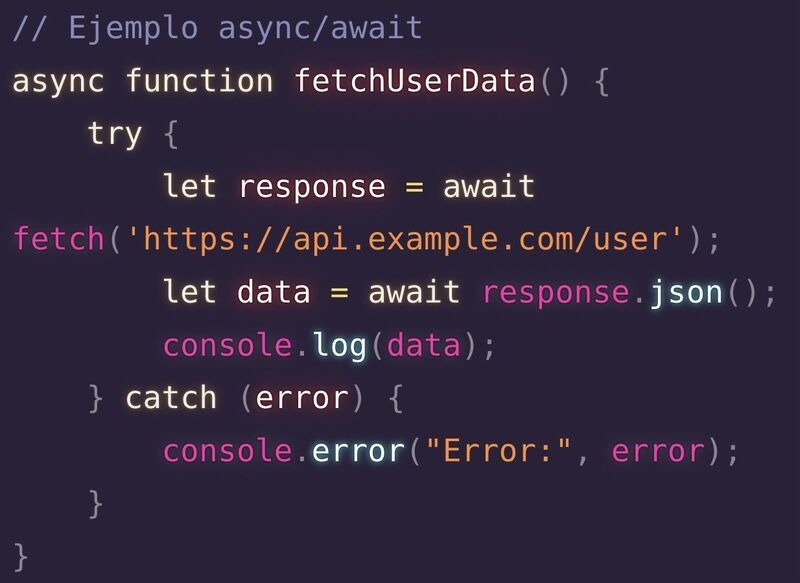 // Ejemplo async/await
async function fetchUserData() {
    try {
        let response = await
fetch('https://api.example.com/user');
        let data = await response.json();
        console.log(data);
    } catch (error) {
        console.error("Error:", error);
    }
}